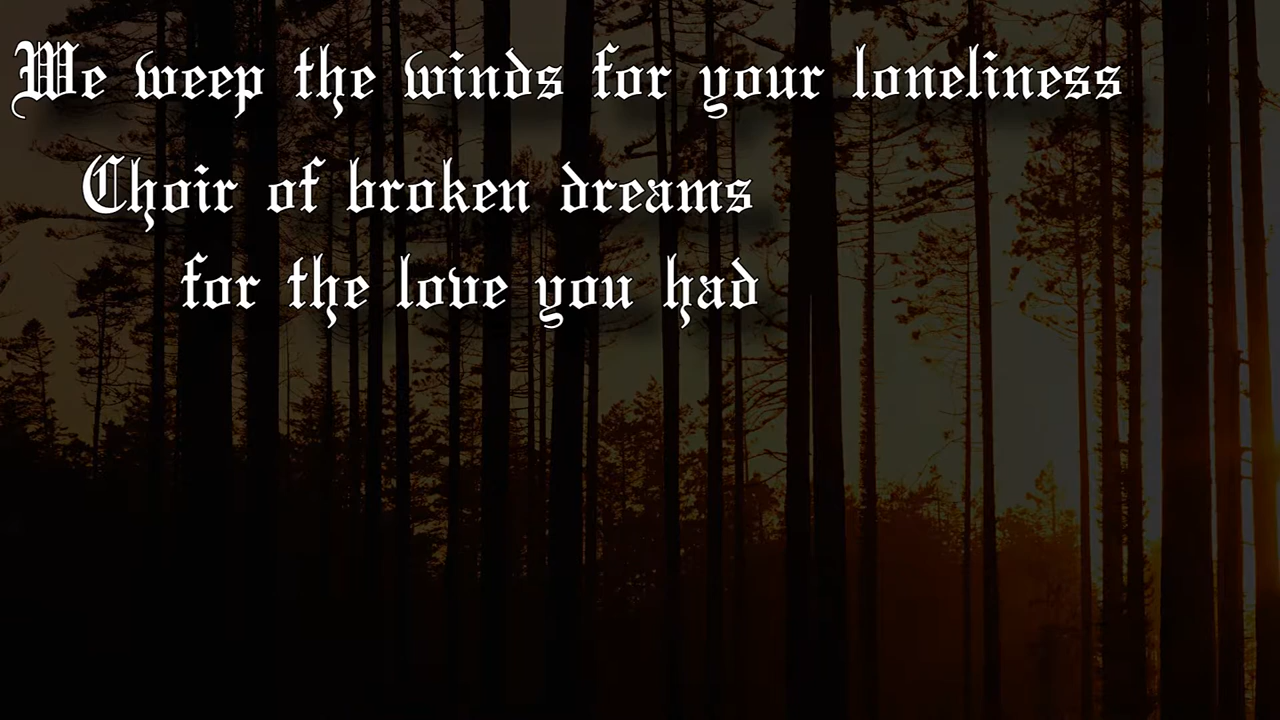 We weep the winds for your loneliness
Choir of broken dreams
for the love you had